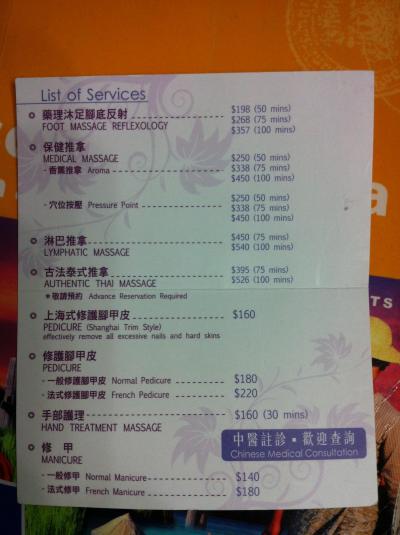 List of Services
藥理沐足腳底反射 $198 (50 mins)
FOOT MASSAGE REFLEXOLOGY $268 (75 mins)
$357 (100 mins)
保健推拿
MEDICAL MASSAGE $250 (50 mins)
- 香薰推拿 Aroma $338 (75 mins)
$450 (100 mins)
$250 (50 mins)
- 穴位按壓 Pressure Point $338 (75 mins)
$450 (100 mins)
淋巴推拿 $450 (75 mins)
LYMPHATIC MASSAGE $540 (100 mins)
古法泰式推拿 $395 (75 mins)
AUTHENTIC THAI MASSAGE $526 (100 mins)
*敬請預約 Advance Reservation Required
上海式修護腳甲皮 $160
PEDICURE (Shanghai Trim Style)
effectively remove all excessive nails and hard skins
修護腳甲皮
PEDICURE
- 一般修護腳甲皮 Normal Pedicure $180
- 法式修護腳甲皮 French Pedicure $220
手部護理 $160 (30 mins)
HAND TREATMENT MASSAGE
中醫註診・歡迎查詢
Chinese Medical Consultation
修 甲
MANICURE
- 一般修甲 Normal Manicure $140
- 法式修甲 French Manicure $180